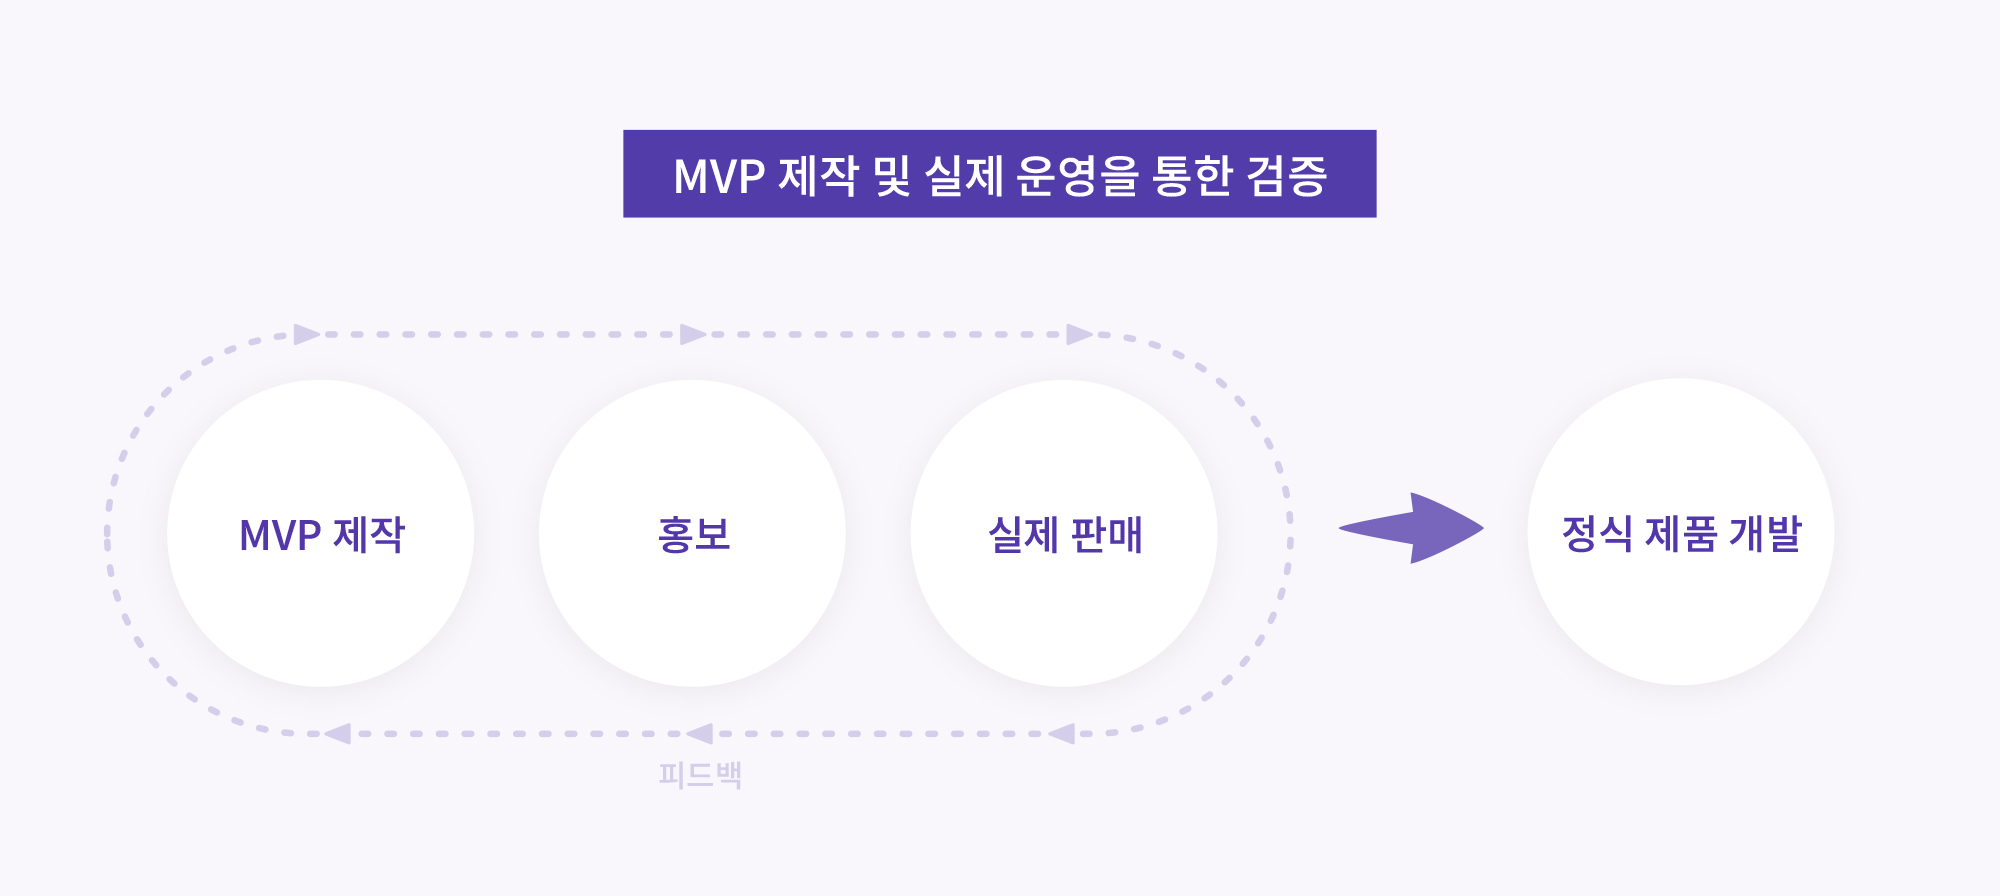 MVP 제작 및 실제 운영을 통한 검증
MVP 제작
홍보
실제 판매
정식 제품 개발
피드백